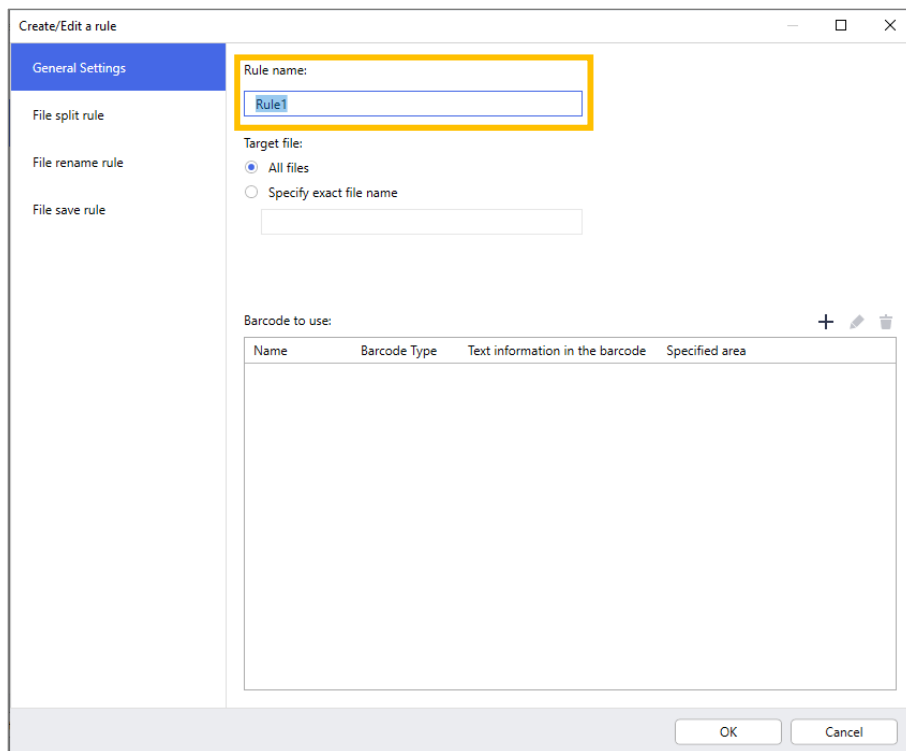 Create/Edit a rule
General Settings
File split rule
File rename rule
File save rule
Rule name:
Rule1
Target file:
All files
Specify exact file name
Barcode to use:
Name Barcode Type Text information in the barcode Specified area
OK Cancel